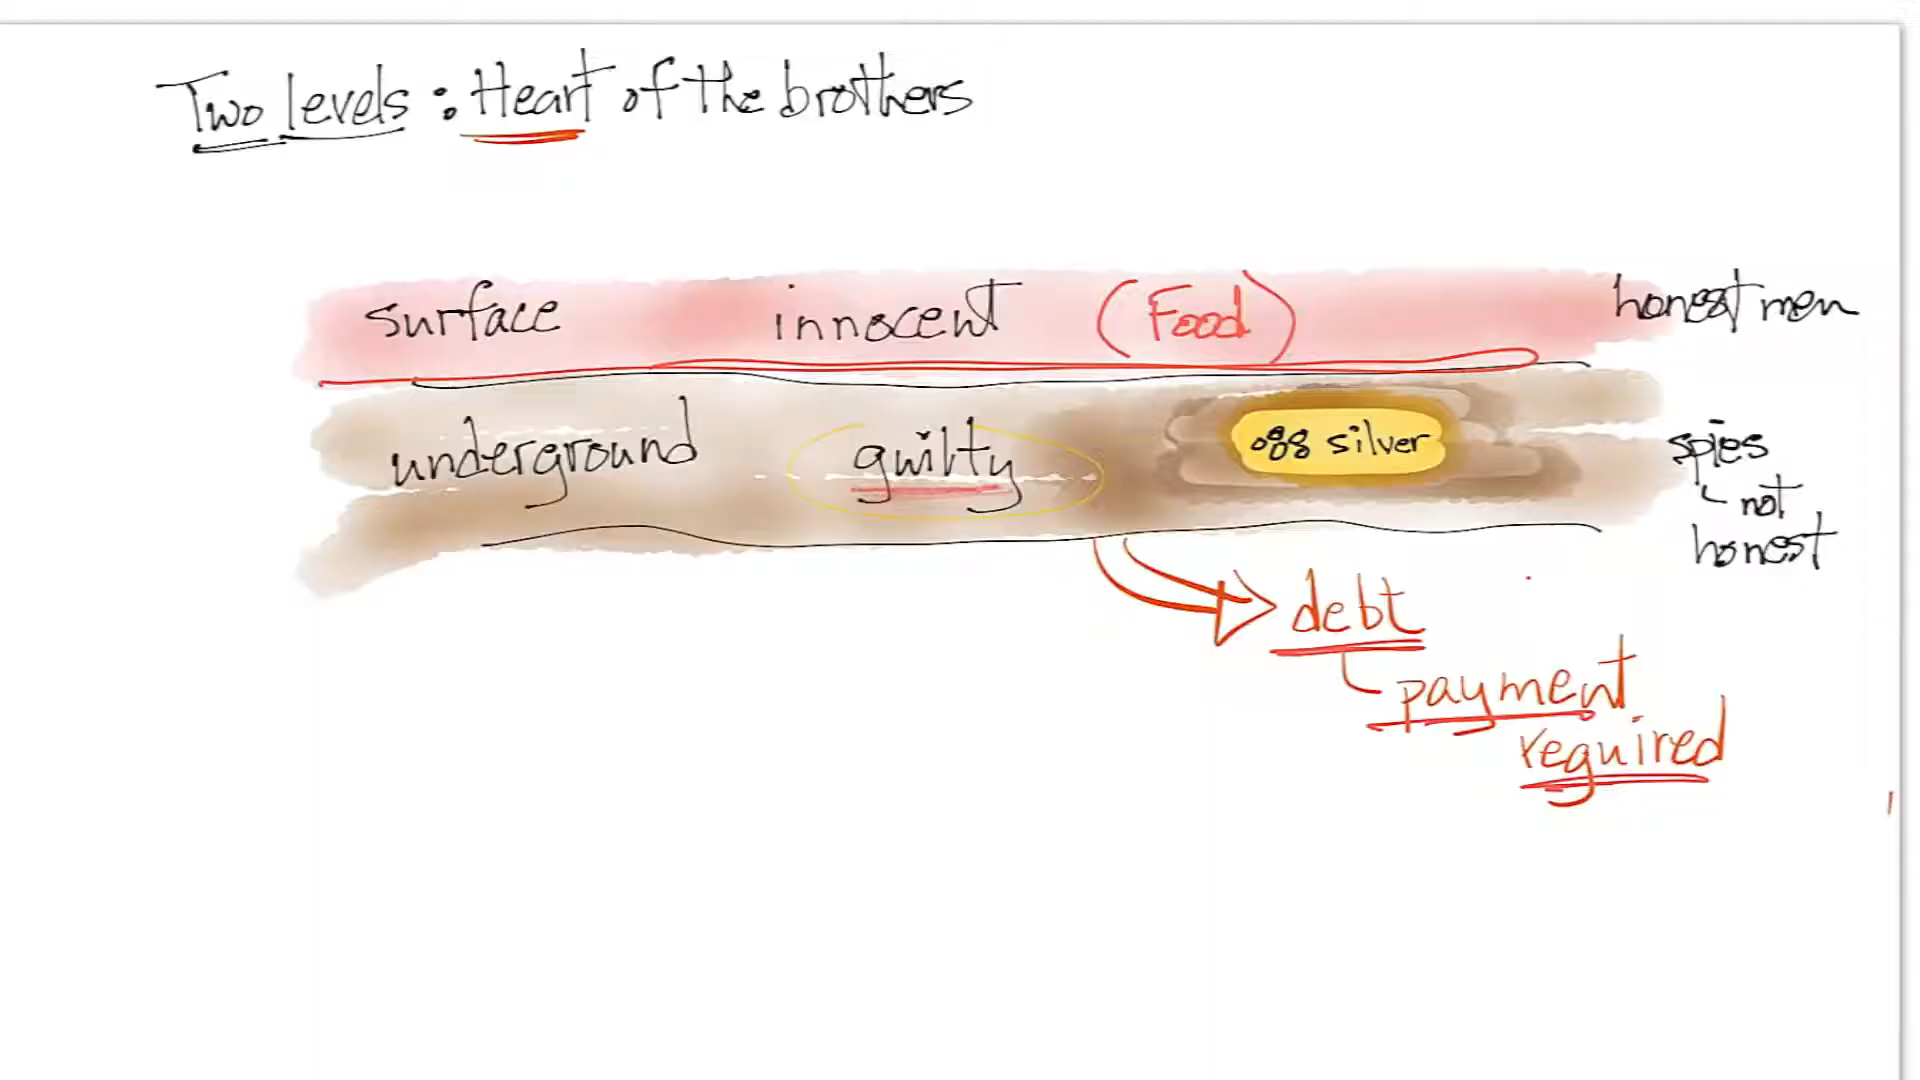 Two levels : Heart of the brothers
surface innocent (Food) honest men
underground guilty silver spies
not
honest
debt
payment
required